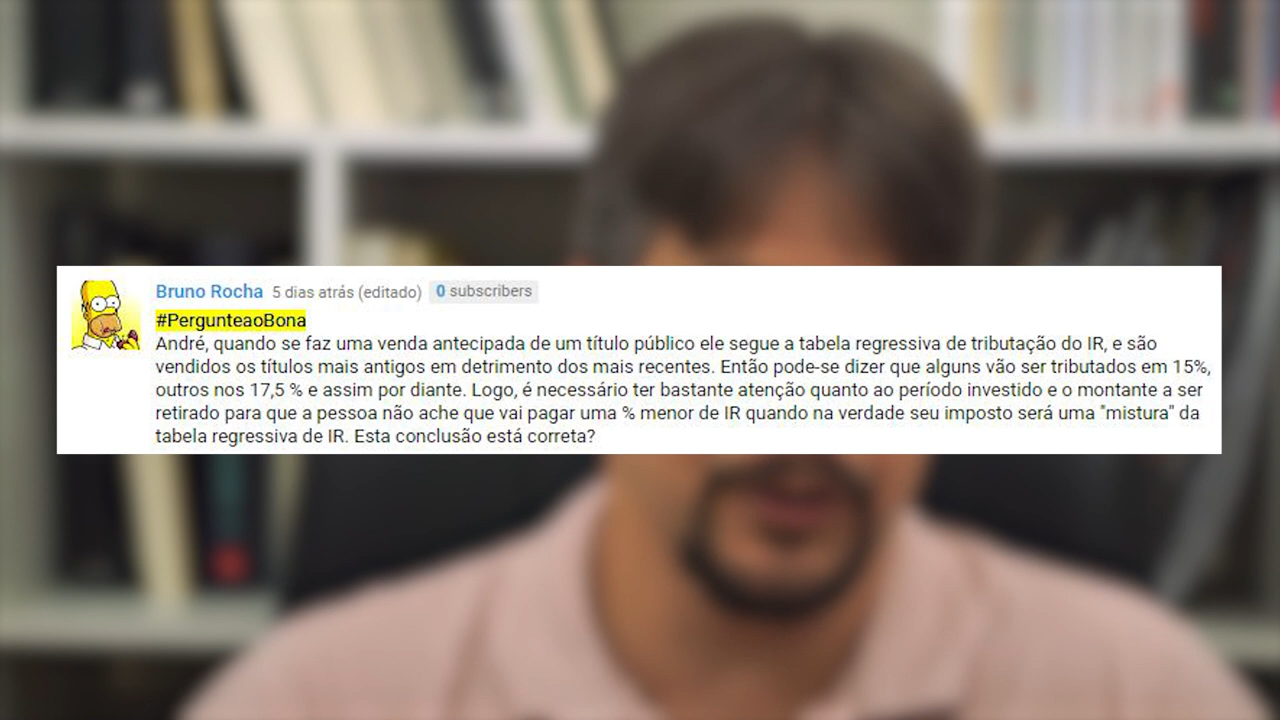 Bruno Rocha 5 dias atrás (editado) 0 subscribers
#PergunteaoBona
André, quando se faz uma venda antecipada de um título público ele segue a tabela regressiva de tributação do IR, e são
vendidos os títulos mais antigos em detrimento dos mais recentes. Então pode-se dizer que alguns vão ser tributados em 15%,
outros nos 17,5 % e assim por diante. Logo, é necessário ter bastante atenção quanto ao período investido e o montante a ser
retirado para que a pessoa não ache que vai pagar uma % menor de IR quando na verdade seu imposto será uma "mistura" da
tabela regressiva de IR. Esta conclusão está correta?